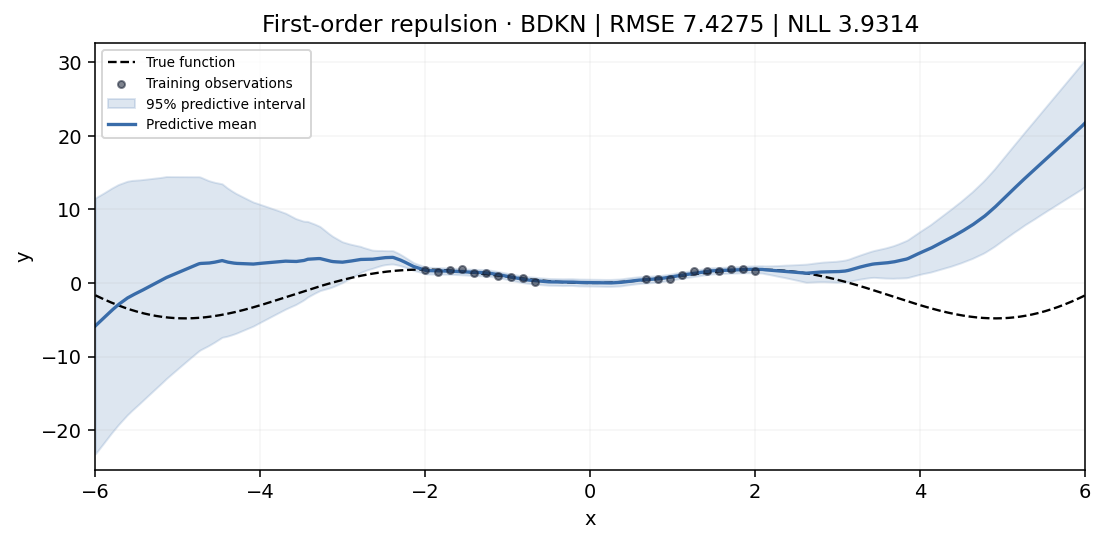 First-order repulsion · BDKN | RMSE 7.4275 | NLL 3.9314
True function
Training observations
95% predictive interval
Predictive mean
30
20
10
0
−10
−20
y
−6
−4
−2
0
2
4
6
x